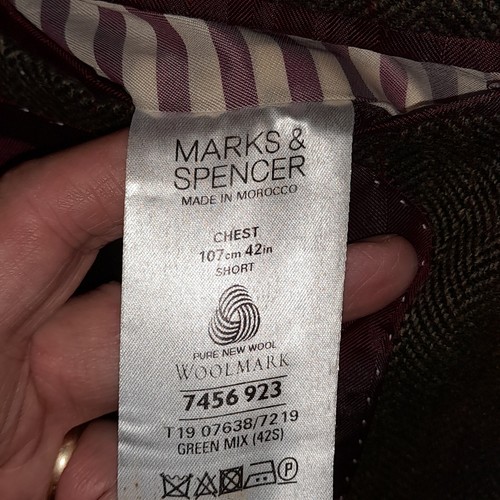 MARKS &
SPENCER
MADE IN MOROCCO
CHEST
107cm 42in
SHORT
PURE NEW WOOL
WOOLMARK
7456 923
T19 07638/7219
GREEN MIX (42S)
P